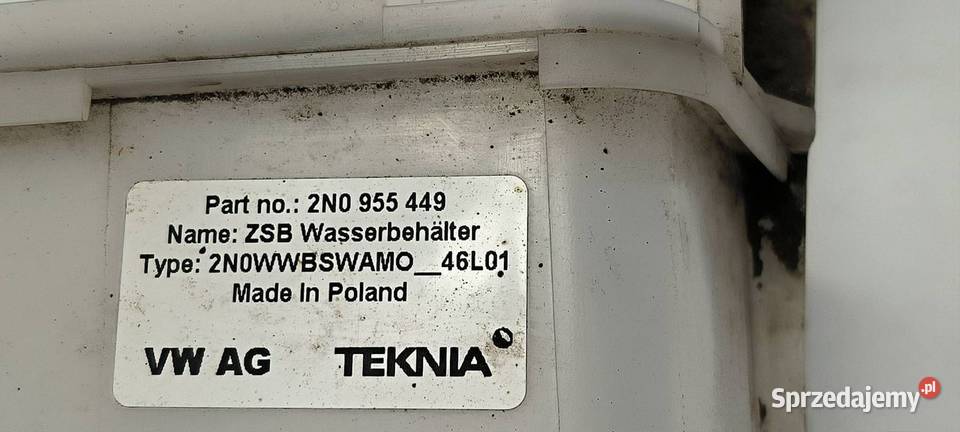 Part no.: 2N0 955 449
Name: ZSB Wasserbehälter
Type: 2N0WWBSWAMO__46L01
Made In Poland
VW AG TEKNIA
Sprzedajemy.pl